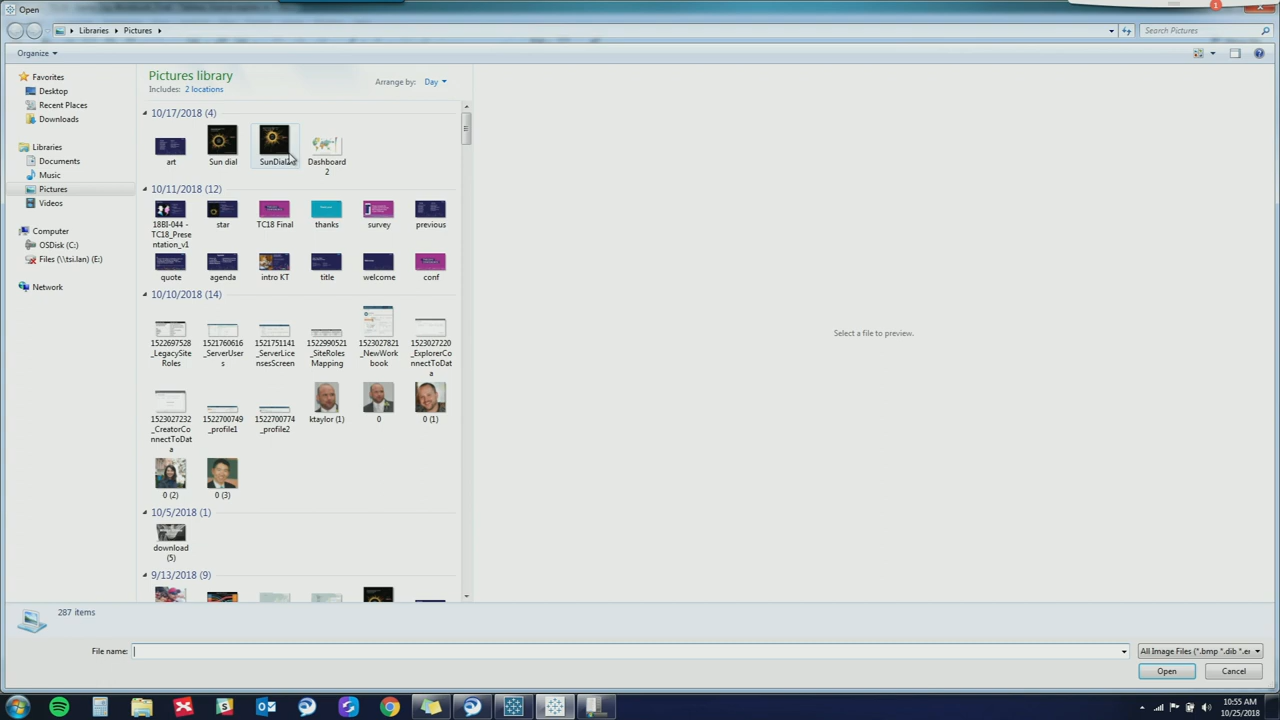 Open
1
Libraries
Pictures
Search Pictures
Organize
Favorites
Desktop
Recent Places
Downloads
Libraries
Documents
Music
Pictures
Videos
Computer
OSDisk (C:)
Files (\\tsi.lan) (E:)
Network
Pictures library
Includes: 2 locations
Arrange by: Day
10/17/2018 (4)
art
Sun dial
SunDial
Dashboard
2
10/11/2018 (12)
18BI-044 -
TC18_Prese
ntation_v1
star
TC18 Final
thanks
survey
previous
quote
agenda
intro KT
title
welcome
conf
10/10/2018 (14)
1522697528
_LegacySite
Roles
1521760616
_ServerUser
s
1521751141
_ServerLice
nsesScreen
1522990521
_SiteRoles
Mapping
1523027821
_NewWork
book
1523027220
_ExplorerCo
nnectToDat
a
1523027232
_CreatorCo
nnectToDat
a
1522700749
_profile1
1522700774
_profile2
ktaylor (1)
0
0 (1)
0 (2)
0 (3)
10/5/2018 (1)
download
(5)
9/13/2018 (9)
Select a file to preview.
287 items
File name:
All Image Files (*.bmp *.dib *.e
Open
Cancel
10:55 AM
10/25/2018